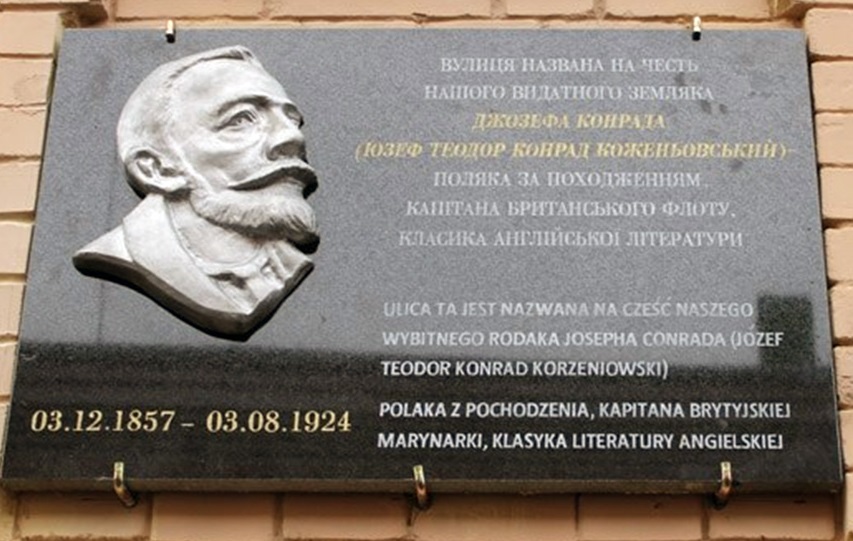 ВУЛИЦЯ НАЗВАНА НА ЧЕСТЬ
НАШОГО ВИДАТНОГО ЗЕМЛЯКА
ДЖОЗЕФА КОНРАДА
(ЮЗЕФ ТЕОДОР КОНРАД КОЖЕНЬОВСЬКИЙ)-
ПОЛЯКА ЗА ПОХОДЖЕННЯМ,
КАПІТАНА БРИТАНСЬКОГО ФЛОТУ,
КЛАСИКА АНГЛІЙСЬКОЇ ЛІТЕРАТУРИ
ULICA TA JEST NAZWANA NA CZEŚĆ NASZEGO
WYBITNEGO RODAKA JOSEPHA CONRADA (JÓZEF
TEODOR KONRAD KORZENIOWSKI)
POLAKA Z POCHODZENIA, KAPITANA BRYTYJSKIEJ
MARYNARKI, KLASYKA LITERATURY ANGIELSKIEJ
03.12.1857 – 03.08.1924